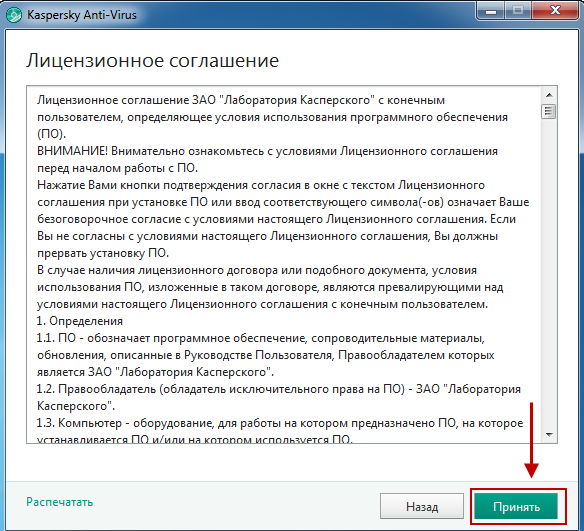 Kaspersky Anti-Virus
Лицензионное соглашение
Лицензионное соглашение ЗАО "Лаборатория Касперского" с конечным
пользователем, определяющее условия использования программного обеспечения
(ПО).
ВНИМАНИЕ! Внимательно ознакомьтесь с условиями Лицензионного соглашения
перед началом работы с ПО.
Нажатие Вами кнопки подтверждения согласия в окне с текстом Лицензионного
соглашения при установке ПО или ввод соответствующего символа(-ов) означает Ваше
безоговорочное согласие с условиями настоящего Лицензионного соглашения. Если
Вы не согласны с условиями настоящего Лицензионного соглашения, Вы должны
прервать установку ПО.
В случае наличия лицензионного договора или подобного документа, условия
использования ПО, изложенные в таком договоре, являются превалирующими над
условиями настоящего Лицензионного соглашения с конечным пользователем.
1. Определения
1.1. ПО - обозначает программное обеспечение, сопроводительные материалы,
обновления, описанные в Руководстве Пользователя, Правообладателем которых
является ЗАО "Лаборатория Касперского".
1.2. Правообладатель (обладатель исключительного права на ПО) - ЗАО "Лаборатория
Касперского".
1.3. Компьютер - оборудование, для работы на котором предназначено ПО, на которое
устанавливается ПО и/или на котором используется ПО.
Распечатать
Назад
Принять